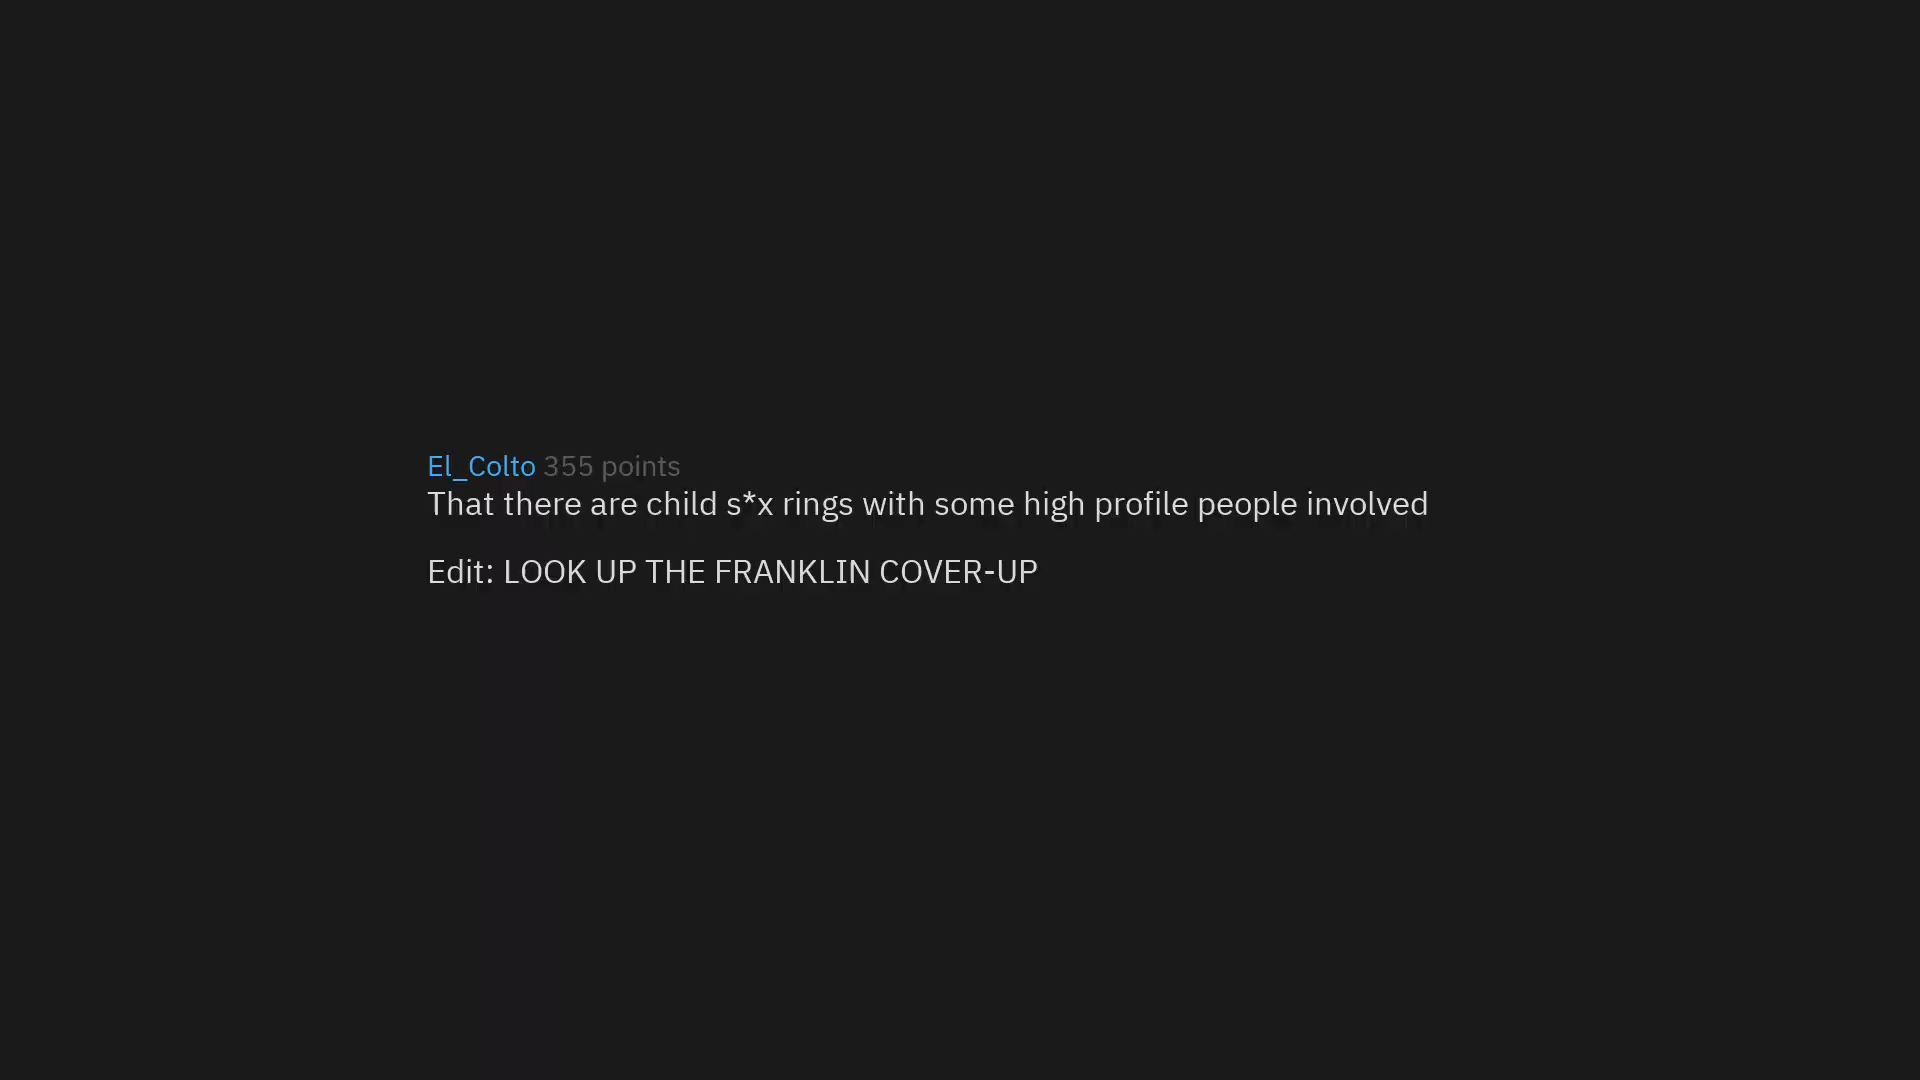 El_Colto 355 points
That there are child s*x rings with some high profile people involved
Edit: LOOK UP THE FRANKLIN COVER-UP